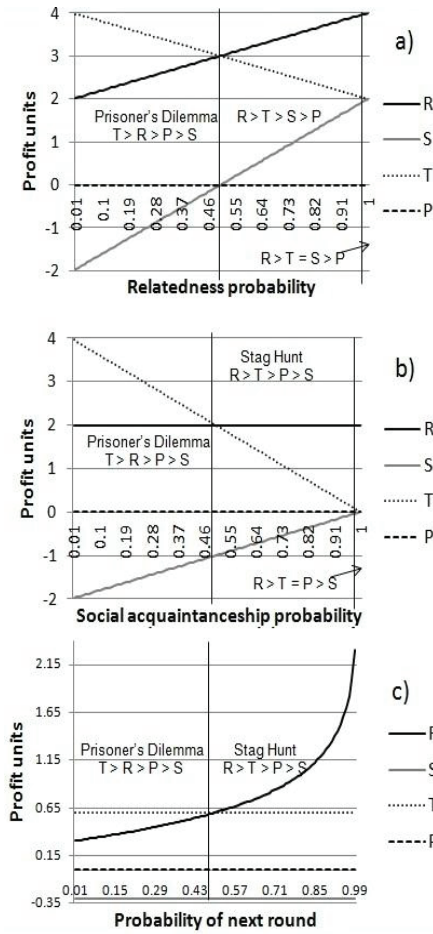 4
a)
3
R
2
Prisoner's Dilemma R > T > S > P
T > R > P > S
S
1
T
0
P
-1
-2
0.01 0.1 0.19 0.28 0.37 0.46 0.55 0.64 0.73 0.82 0.91 1
R > T = S > P
Profit units
Relatedness probability
4
b)
Stag Hunt
R > T > P > S
3
R
2
Prisoner's Dilemma
T > R > P > S
S
1
T
0
P
-1
-2
0.01 0.1 0.19 0.28 0.37 0.46 0.55 0.64 0.73 0.82 0.91 1
R > T = P > S
Profit units
Social acquaintanceship probability
2.15
c)
1.65
1.15
Prisoner's Dilemma Stag Hunt
T > R > P > S R > T > P > S
0.65
0.15
-0.35
0.01 0.15 0.29 0.43 0.57 0.71 0.85 0.99
Profit units
Probability of next round